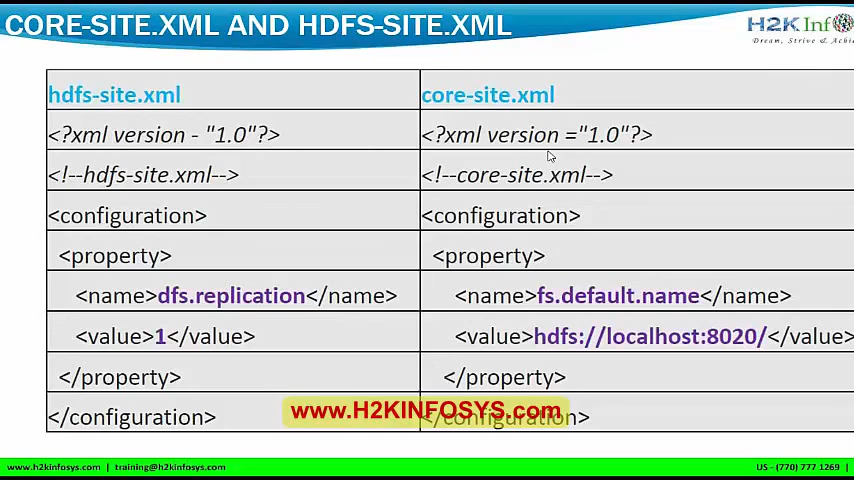 CORE-SITE.XML AND HDFS-SITE.XML
H2K Inf
Dream, Strive & Achi
hdfs-site.xml core-site.xml
<?xml version - "1.0"?> <?xml version ="1.0"?>
<!--hdfs-site.xml--> <!--core-site.xml-->
<configuration> <configuration>
<property> <property>
<name>dfs.replication</name> <name>fs.default.name</name>
<value>1</value> <value>hdfs://localhost:8020/</value>
</property> </property>
</configuration> </configuration>
www.H2KINFOSYS.com
www.h2kinfosys.com | training@h2kinfosys.com US - (770) 777 1269 |